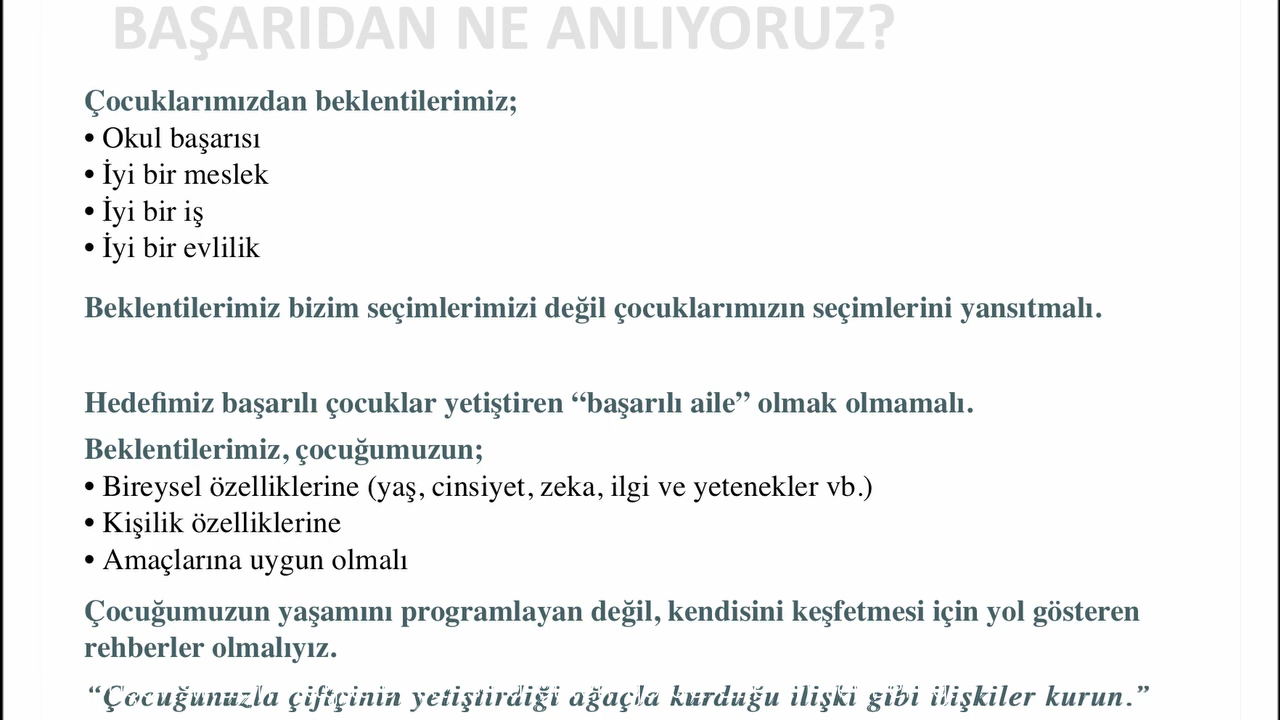 BAŞARIDAN NE ANLIYORUZ?
Çocuklarımızdan beklentilerimiz;
• Okul başarısı
• İyi bir meslek
• İyi bir iş
• İyi bir evlilik
Beklentilerimiz bizim seçimlerimizi değil çocuklarımızın seçimlerini yansıtmalı.
Hedefimiz başarılı çocuklar yetiştiren “başarılı aile” olmak olmamalı.
Beklentilerimiz, çocuğumuzun;
• Bireysel özelliklerine (yaş, cinsiyet, zeka, ilgi ve yetenekler vb.)
• Kişilik özelliklerine
• Amaçlarına uygun olmalı
Çocuğumuzun yaşamını programlayan değil, kendisini keşfetmesi için yol gösteren
rehberler olmalıyız.
“Çocuğunuzla çiftçinin yetiştirdiği ağaçla kurduğu ilişki gibi ilişkiler kurun.”